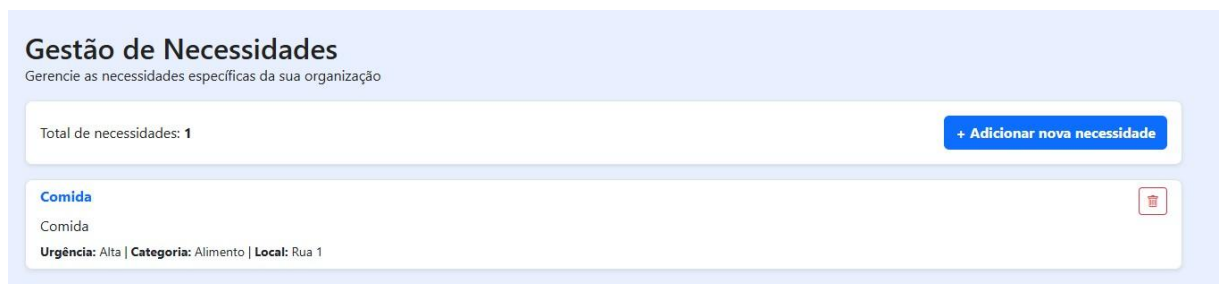 Gestão de Necessidades
Gerencie as necessidades específicas da sua organização
Total de necessidades: 1
+ Adicionar nova necessidade
Comida
Comida
Urgência: Alta | Categoria: Alimento | Local: Rua 1